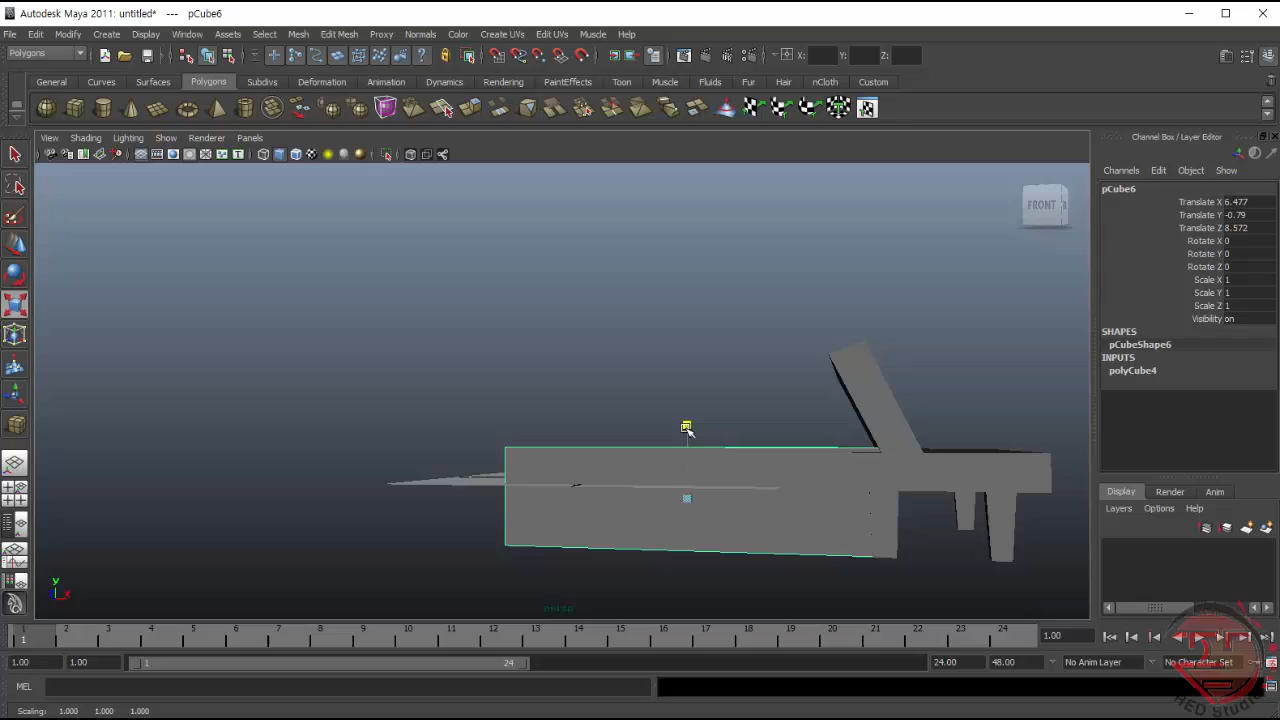 Autodesk Maya 2011: untitled* --- pCube6
File Edit Modify Create Display Window Assets Select Mesh Edit Mesh Proxy Normals Color Create UVs Edit UVs Muscle Help
Polygons X: Y: Z:
General Curves Surfaces Polygons Subdivs Deformation Animation Dynamics Rendering PaintEffects Toon Muscle Fluids Fur Hair nCloth Custom
View Shading Lighting Show Renderer Panels
Channel Box / Layer Editor
Channels Edit Object Show
pCube6
Translate X 6.477
Translate Y -0.79
Translate Z 8.572
Rotate X 0
Rotate Y 0
Rotate Z 0
Scale X 1
Scale Y 1
Scale Z 1
Visibility on
SHAPES
pCubeShape6
INPUTS
polyCube4
FRONT
y
x
persp
Display Render Anim
Layers Options Help
1 2 3 4 5 6 7 8 9 10 11 12 13 14 15 16 17 18 19 20 21 22 23 24
1
1.00
1.00 1.00 1 24 24.00 48.00 No Anim Layer No Character Set
MEL
Scaling: 1.000 1.000 1.000
RED Studio